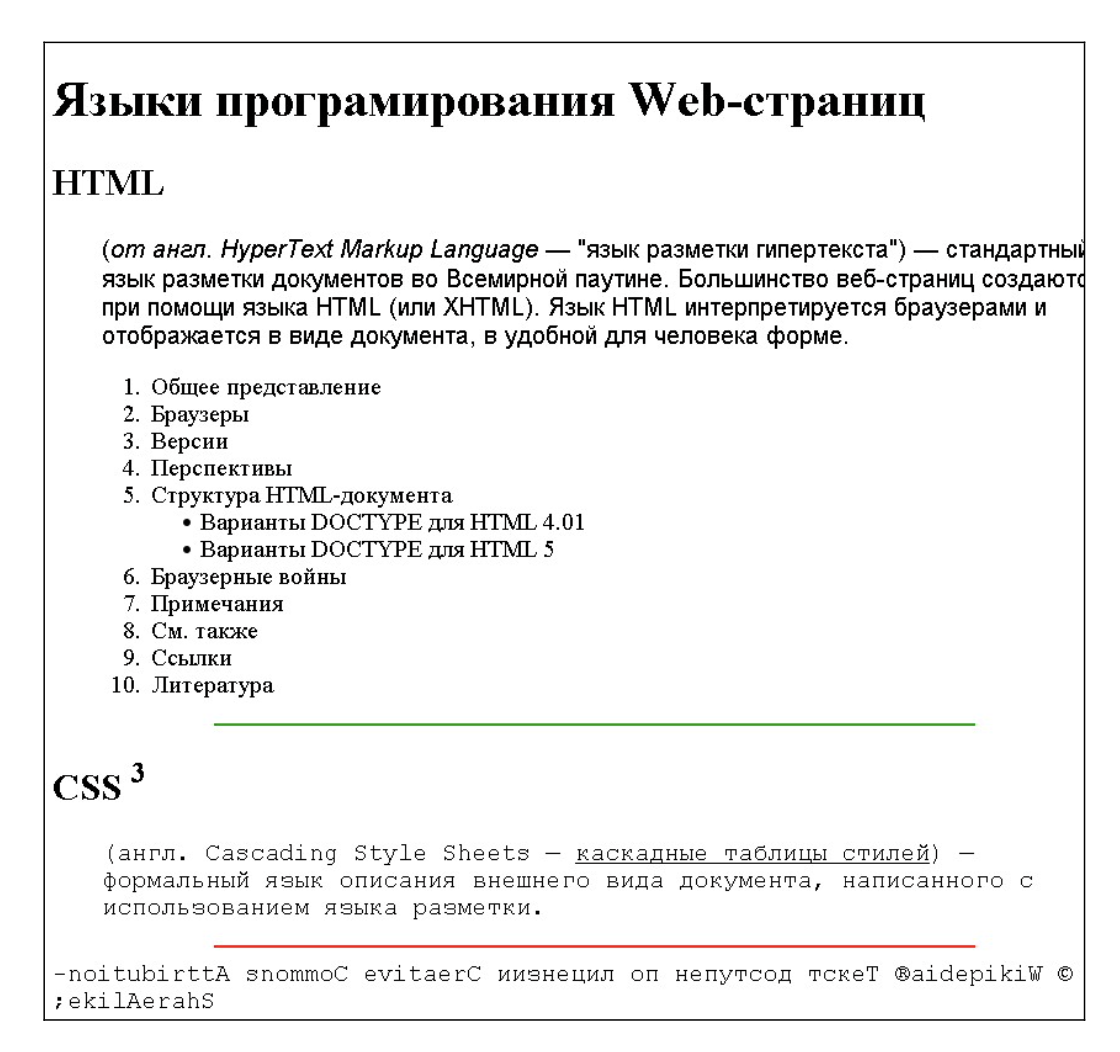 Языки програмирования Web-страниц
HTML
(от англ. HyperText Markup Language — "язык разметки гипертекста") — стандартный
язык разметки документов во Всемирной паутине. Большинство веб-страниц создаютс
при помощи языка HTML (или XHTML). Язык HTML интерпретируется браузерами и
отображается в виде документа, в удобной для человека форме.
1. Общее представление
2. Браузеры
3. Версии
4. Перспективы
5. Структура HTML-документа
• Варианты DOCTYPE для HTML 4.01
• Варианты DOCTYPE для HTML 5
6. Браузерные войны
7. Примечания
8. См. также
9. Ссылки
10. Литература
CSS 3
(англ. Cascading Style Sheets — каскадные таблицы стилей) —
формальный язык описания внешнего вида документа, написанного с
использованием языка разметки.
-noitubirttA snommoC evitaerC иизнецил оп непутсод тскеТ ®aidepikiW ©
;ekilAerahS